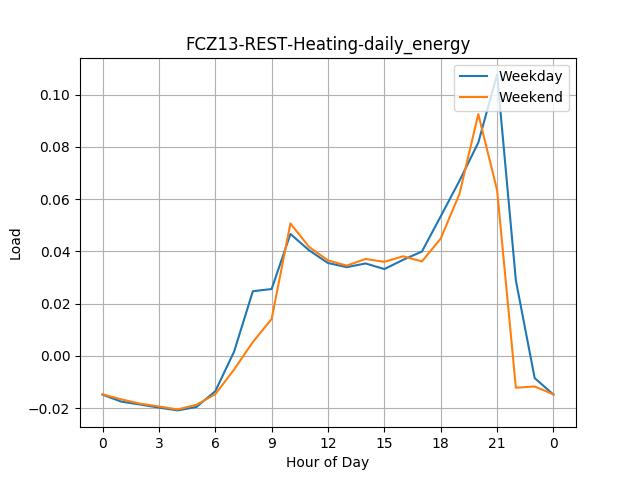 FCZ13-REST-Heating-daily_energy
Weekday
Weekend
0.10
0.08
0.06
0.04
0.02
0.00
−0.02
Load
0 3 6 9 12 15 18 21 0
Hour of Day